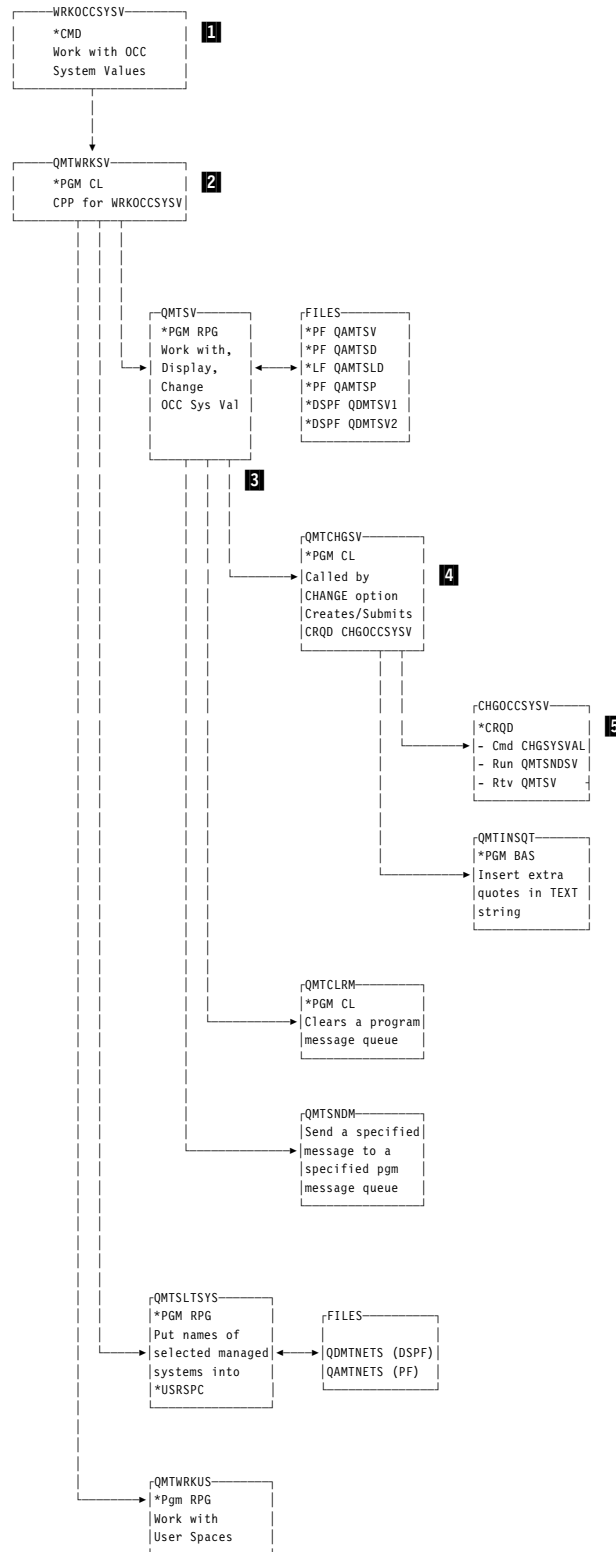 WRKOCCSYSV
*CMD
1
Work with OCC
System Values
QMTWRKSV
*PGM CL
2
CPP for WRKOCCSYSV
QMTSV
*PGM RPG
Work with,
Display,
Change
OCC Sys Val
FILES
*PF QAMTSV
*PF QAMTSD
*LF QAMTSLD
*PF QAMTSP
*DSPF QDMTSV1
*DSPF QDMTSV2
3
QMTCHGSV
*PGM CL
Called by
CHANGE option
Creates/Submits
CRQD CHGOCCSYSV
4
CHGOCCSYSV
*CRQD
- Cmd CHGSYSVAL
- Run QMTSNDSV
- Rtv QMTSV
5
QMTINSQT
*PGM BAS
Insert extra
quotes in TEXT
string
QMTCLRM
*PGM CL
Clears a program
message queue
QMTSNDM
Send a specified
message to a
specified pgm
message queue
QMTSLTSYS
*PGM RPG
Put names of
selected managed
systems into
*USRSPC
FILES
QDMTNETS (DSPF)
QAMTNETS (PF)
QMTWRKUS
*Pgm RPG
Work with
User Spaces